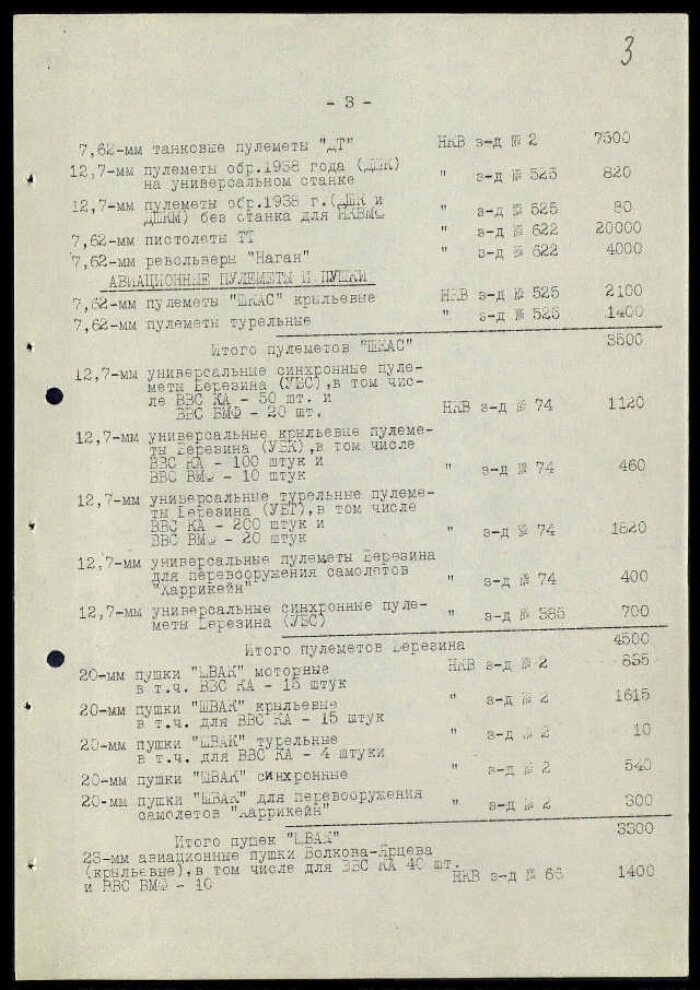 3
- 3 -
7,62-мм танковые пулеметы "ДТ" НКВ з-д № 2 7500
12,7-мм пулеметы обр.1938 года (ДШК)
на универсальном станке " з-д № 525 820
12,7-мм пулеметы обр.1938 г.(ДШК и
ДШКМ) без станка для НКВМФ " з-д № 525 80
7,62-мм пистолеты ТТ " з-д № 622 20000
7,62-мм револьверы "Наган" " з-д № 622 4000
АВИАЦИОННЫЕ ПУЛЕМЕТЫ И ПУШКИ
7,62-мм пулеметы "ШКАС" крыльевые НКВ з-д № 525 2100
7,62-мм пулеметы турельные " з-д № 525 1400
Итого пулеметов "ШКАС" 3500
12,7-мм универсальные синхронные пуле-
меты Березина (УБС),в том чис-
ле ВВС КА - 50 шт. и
ВВС ВМФ - 20 шт. НКВ з-д № 74 1120
12,7-мм универсальные крыльевые пулеме-
ты Березина (УБК),в том числе
ВВС КА - 100 штук и
ВВС ВМФ - 10 штук " з-д № 74 460
12,7-мм универсальные турельные пулеме-
ты Березина (УБТ),в том числе
ВВС КА - 200 штук и
ВВС ВМФ - 20 штук " з-д № 74 1820
12,7-мм универсальные пулеметы Березина
для перевооружения самолетов
"Харрикейн" " з-д № 74 400
12,7-мм универсальные синхронные пуле-
меты Березина (УБС) " з-д № 385 700
Итого пулеметов Березина 4500
20-мм пушки "ШВАК" моторные НКВ з-д № 2 835
в т.ч. ВВС КА - 15 штук
20-мм пушки "ШВАК" крыльевые
в т.ч. для ВВС КА - 15 штук " з-д № 2 1615
20-мм пушки "ШВАК" турельные
в т.ч. для ВВС КА - 4 штуки " з-д № 2 10
20-мм пушки "ШВАК" синхронные " з-д № 2 540
20-мм пушки "ШВАК" для перевооружения
самолетов "Харрикейн" " з-д № 2 300
Итого пушек "ШВАК" 3300
23-мм авиационные пушки Волкова-Ярцева
(крыльевые),в том числе для ВВС КА 40 шт.
и ВВС ВМФ - 10 НКВ з-д № 66 1400